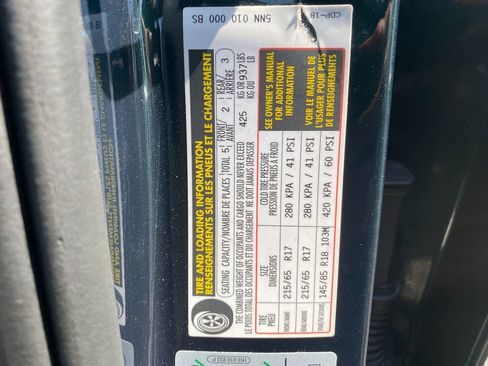 TIRE AND LOADING INFORMATION
RENSEIGNEMENTS SUR LES PNEUS ET LE CHARGEMENT
SEATING CAPACITY/NOMBRE DE PLACES TOTAL 5 FRONT/AVANT 2 REAR/ARRIÈRE 3
THE COMBINED WEIGHT OF OCCUPANTS AND CARGO SHOULD NEVER EXCEED 425 KG OR 937 LBS
LE POIDS TOTAL DES OCCUPANTS ET DU CHARGEMENT NE DOIT JAMAIS DÉPASSER KG OU LB
TIRE SIZE COLD TIRE PRESSURE
PNEU DIMENSIONS PRESSION DE PNEUS À FROID
FRONT/AVANT 215/65 R17 280 KPA / 41 PSI
REAR/ARRIÈRE 215/65 R17 280 KPA / 41 PSI
145/85 R18 103M 420 KPA / 60 PSI
SEE OWNER'S MANUAL
FOR ADDITIONAL
INFORMATION
VOIR LE MANUEL DE
L'USAGER POUR PLUS
DE RENSEIGNEMENTS
5NN 010 000 BS
CDP-18